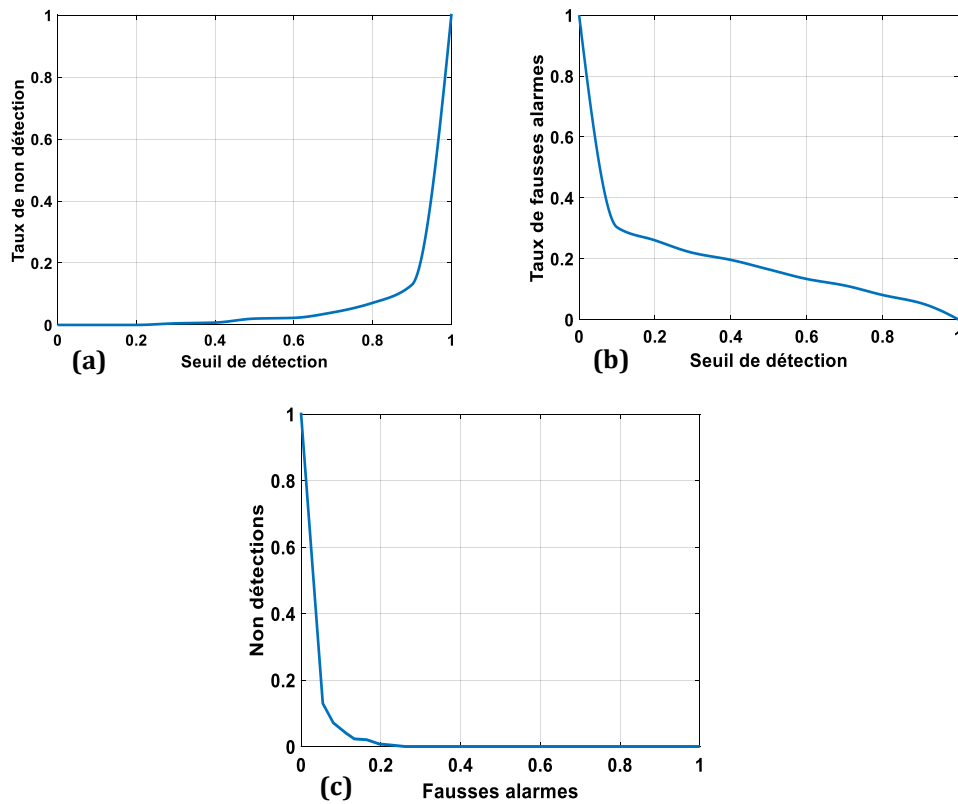 Taux de non détection
1
0.8
0.6
0.4
0.2
0
0 0.2 0.4 0.6 0.8 1
Seuil de détection
(a)
Taux de fausses alarmes
1
0.8
0.6
0.4
0.2
0
0 0.2 0.4 0.6 0.8 1
Seuil de détection
(b)
Non détections
1
0.8
0.6
0.4
0.2
0
0 0.2 0.4 0.6 0.8 1
Fausses alarmes
(c)